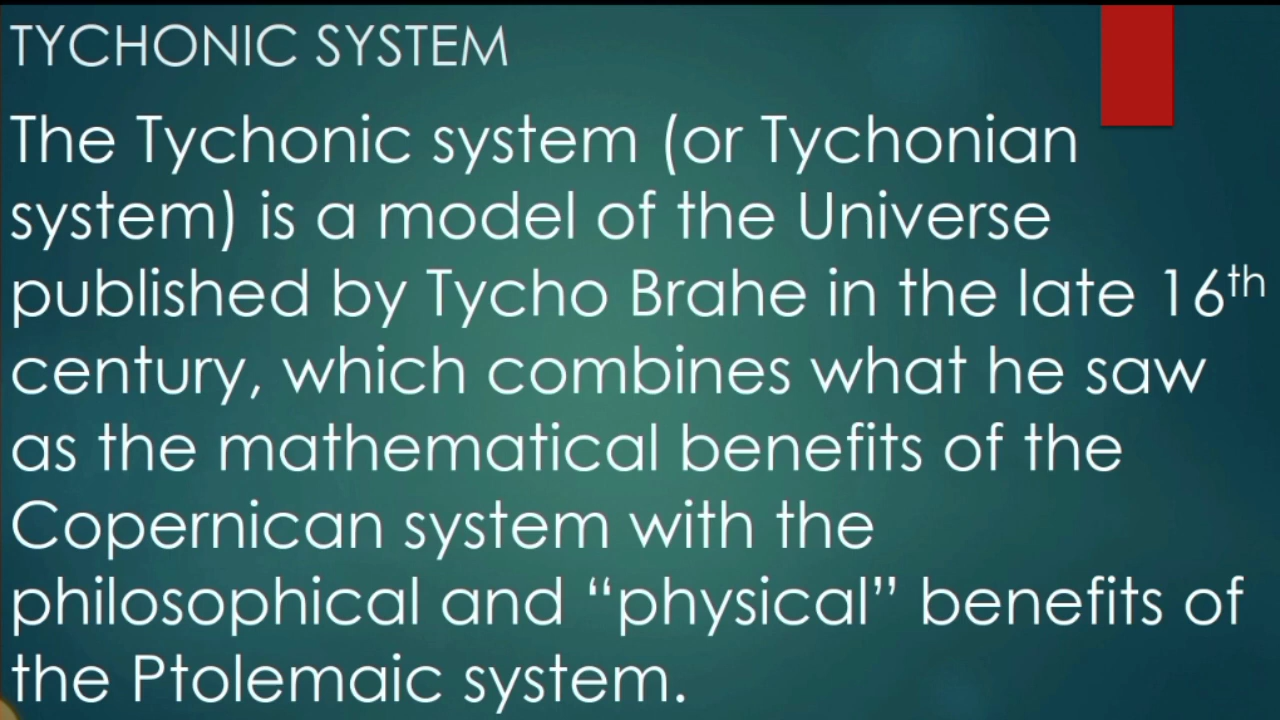 TYCHONIC SYSTEM
The Tychonic system (or Tychonian
system) is a model of the Universe
published by Tycho Brahe in the late 16th
century, which combines what he saw
as the mathematical benefits of the
Copernican system with the
philosophical and “physical” benefits of
the Ptolemaic system.